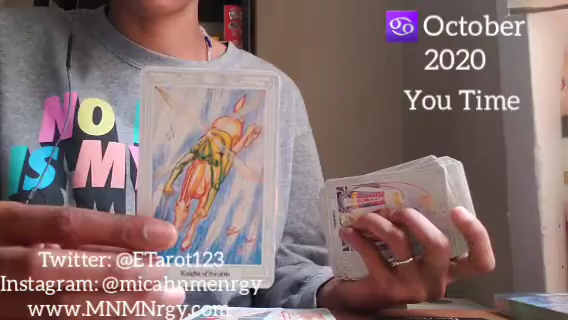 ♋ October
2020
You Time
NO
IS MY
Knight of Swords
Twitter: @ETarot123
Instagram: @micahnmenrgy
www.MNMNrgy.com